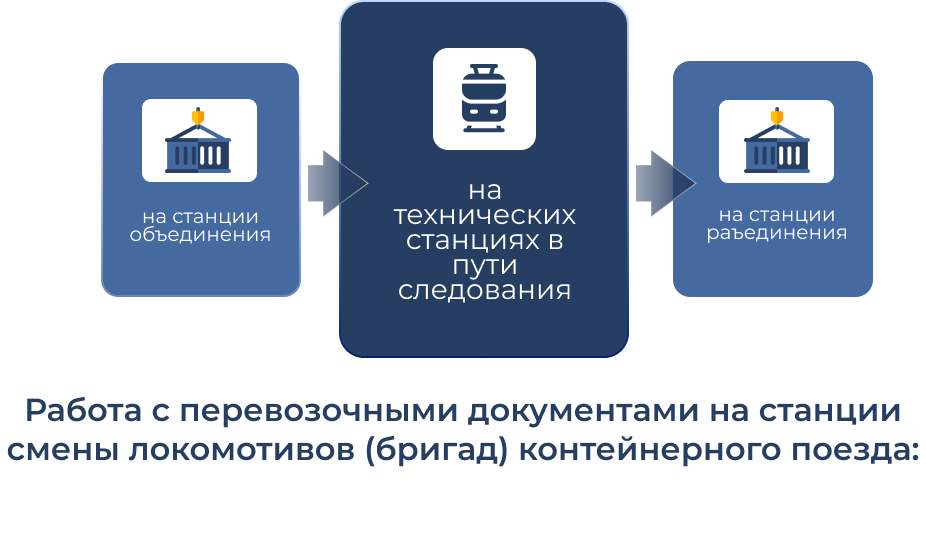 на станции
объединения
на
технических
станциях в
пути
следования
на станции
раъединения
Работа с перевозочными документами на станции
смены локомотивов (бригад) контейнерного поезда: